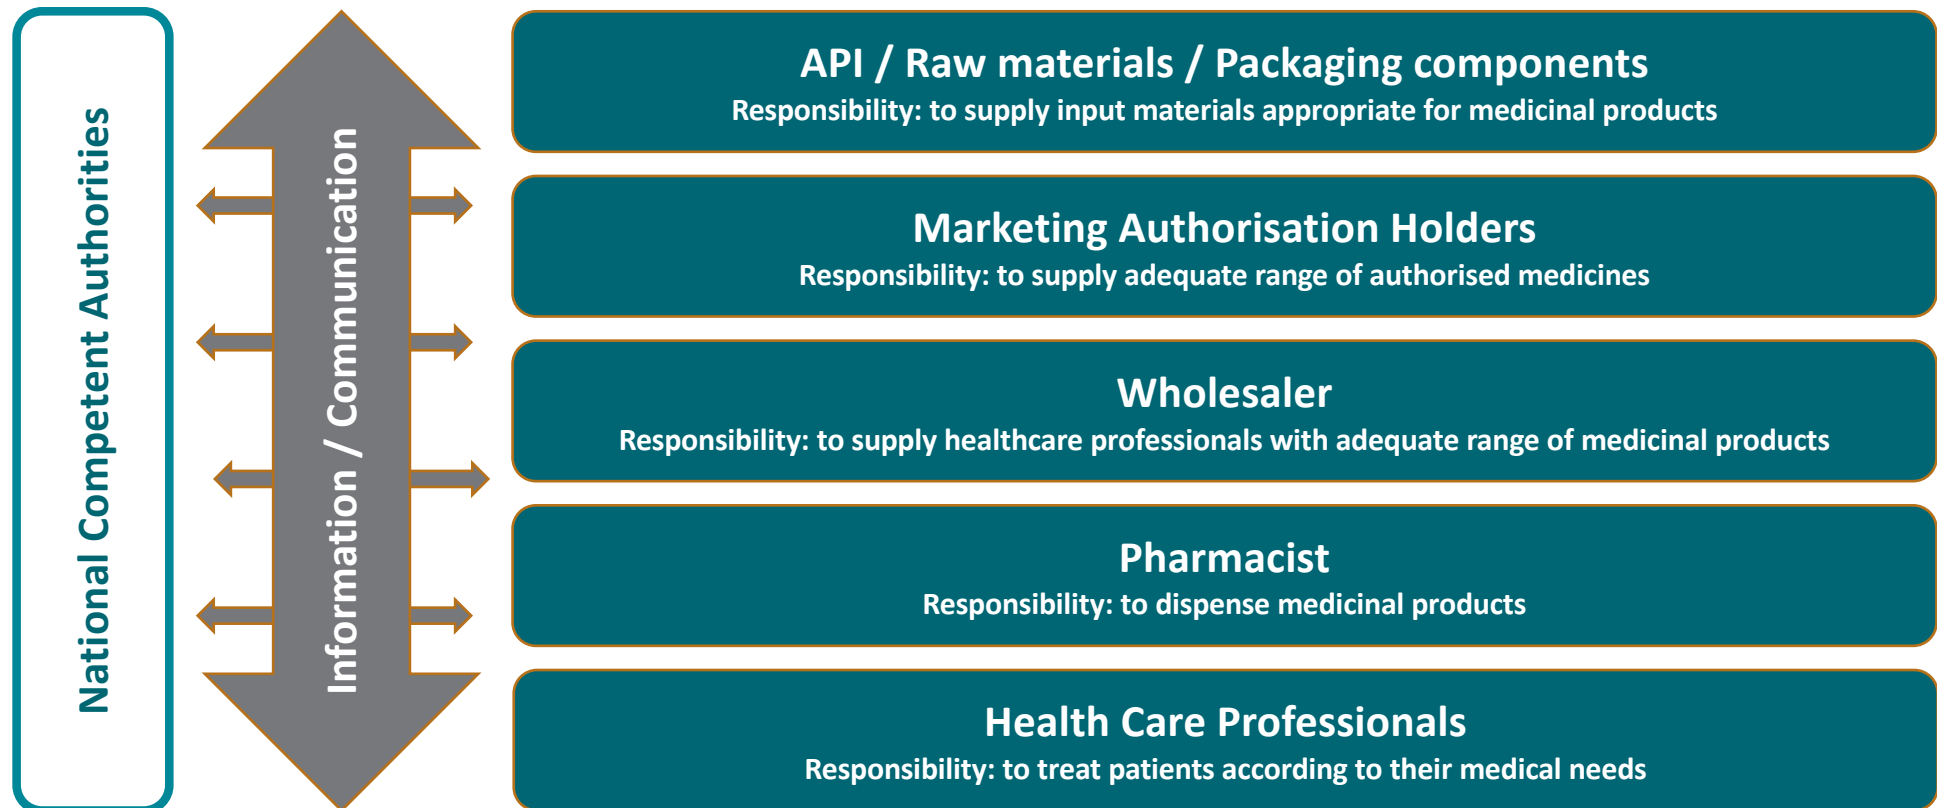 National Competent Authorities
Information / Communication
API / Raw materials / Packaging components
Responsibility: to supply input materials appropriate for medicinal products
Marketing Authorisation Holders
Responsibility: to supply adequate range of authorised medicines
Wholesaler
Responsibility: to supply healthcare professionals with adequate range of medicinal products
Pharmacist
Responsibility: to dispense medicinal products
Health Care Professionals
Responsibility: to treat patients according to their medical needs